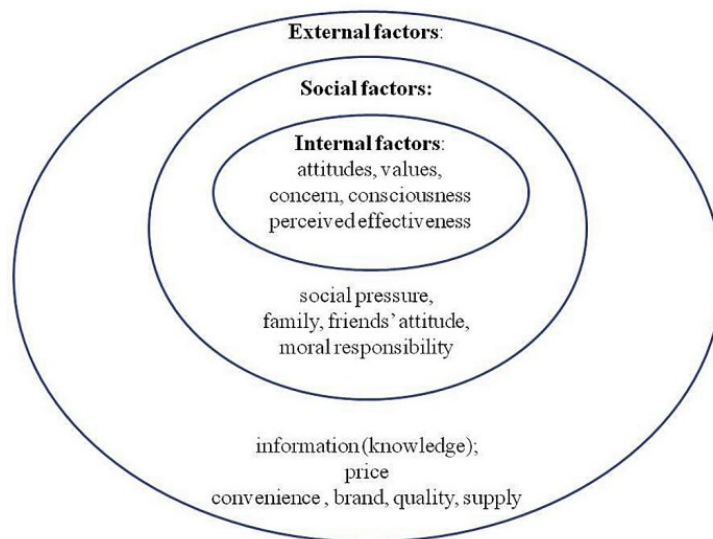 External factors:
Social factors:
Internal factors:
attitudes, values,
concern, consciousness
perceived effectiveness
social pressure,
family, friends’ attitude,
moral responsibility
information (knowledge);
price
convenience , brand, quality, supply